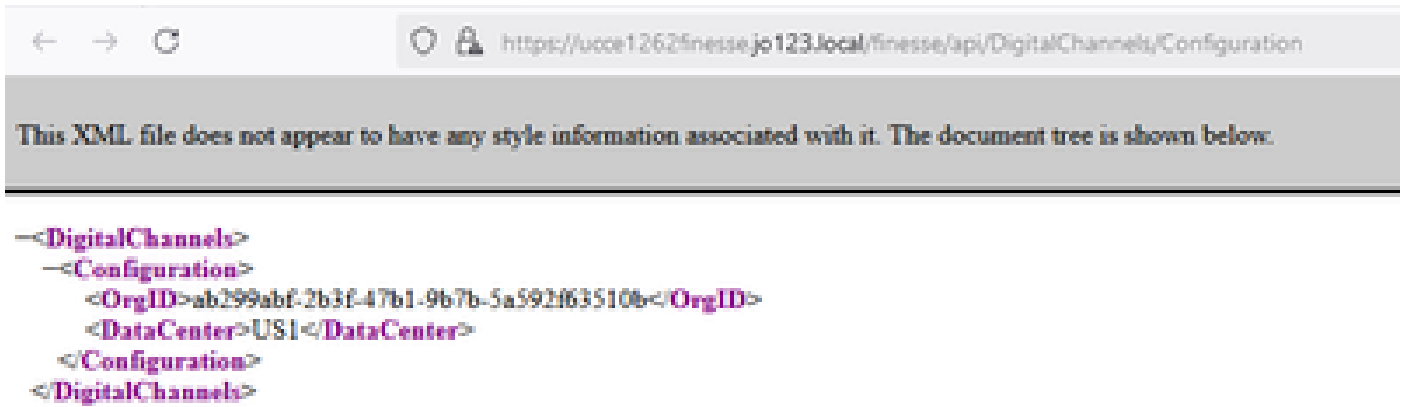 https://ucce1262finesse.jo123.local/finesse/api/DigitalChannels/Configuration
This XML file does not appear to have any style information associated with it. The document tree is shown below.
−<DigitalChannels>
−<Configuration>
<OrgID>ab299abf-2b3f-47b1-9b7b-5a592f63510b</OrgID>
<DataCenter>US1</DataCenter>
</Configuration>
</DigitalChannels>